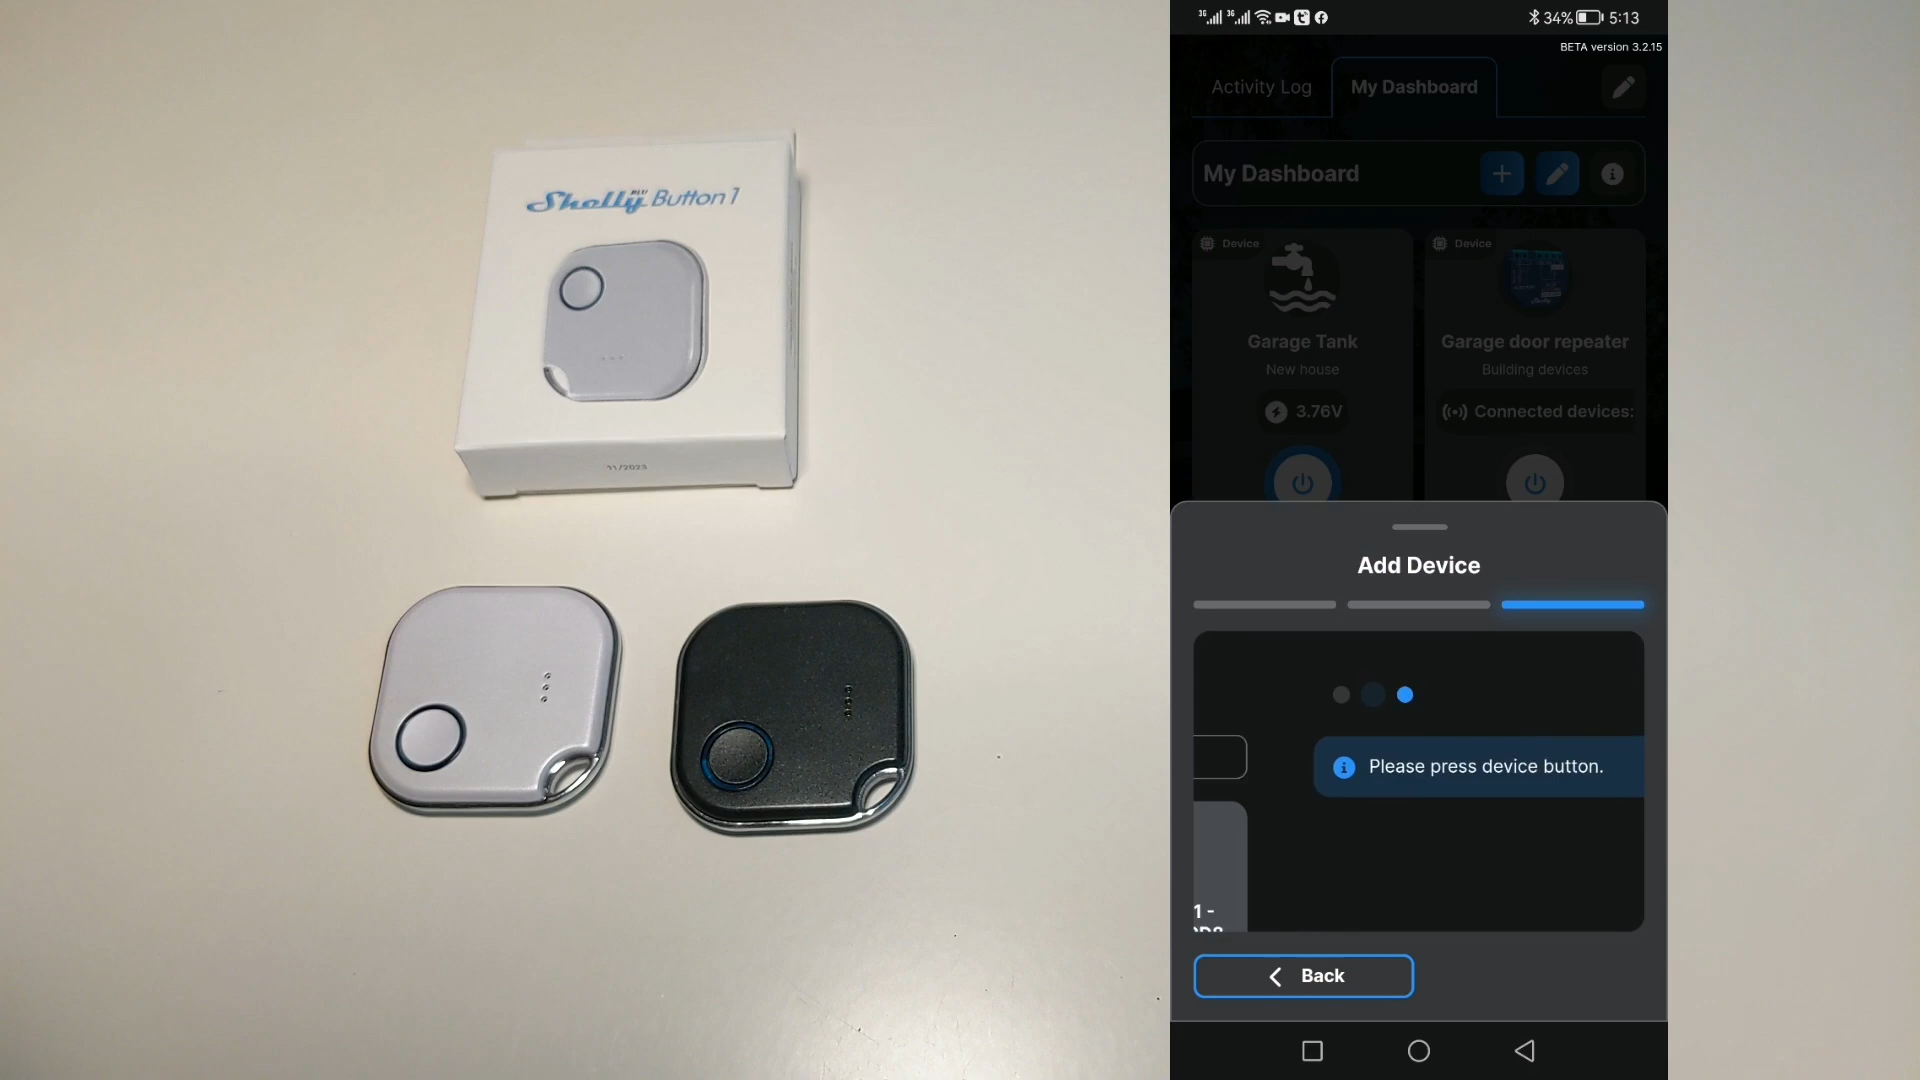 Shelly BLU Button1
11/2023
3G 3G 34% 5:13
BETA version 3.2.15
Activity Log
My Dashboard
My Dashboard
Device
Device
Garage Tank
Garage door repeater
New house
Building devices
3.76V
Connected devices:
Add Device
Please press device button.
1 -
Back